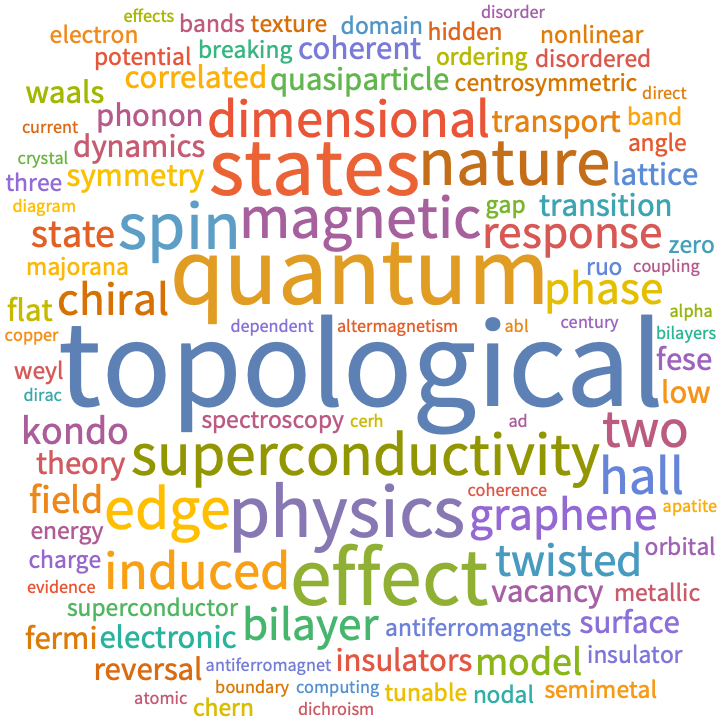 effects bands texture domain disorder
electron breaking coherent hidden nonlinear
potential correlated quasiparticle ordering disordered
waals centrosymmetric direct
phonon dimensional transport band
current dynamics states nature angle
crystal symmetry lattice
three
diagram spin magnetic gap transition
state response zero
majorana quantum ruo coupling
flat chiral phase alpha
copper dependent altermagnetism abl century bilayers
weyl topological fese
dirac low
kondo spectroscopy cerh ad two
theory superconductivity hall
field edge physics coherence graphene apatite
energy
charge induced effect twisted orbital
evidence vacancy metallic
superconductor bilayer antiferromagnets surface
fermi electronic
reversal antiferromagnet insulators model insulator
boundary computing tunable nodal semimetal
atomic chern dichroism